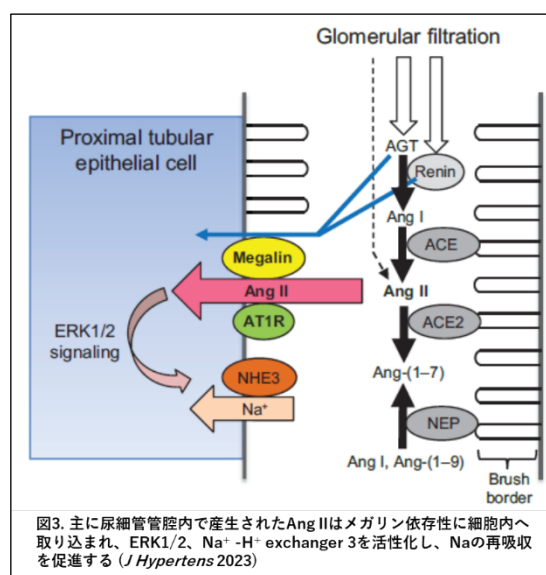 Glomerular filtration
Proximal tubular
epithelial cell
AGT
Renin
Ang I
Megalin
ACE
Ang II
Ang II
AT1R
ACE2
ERK1/2
signaling
NHE3
Ang-(1–7)
Na⁺
NEP
Ang I, Ang-(1–9)
Brush
border
図3. 主に尿細管管腔内で産生されたAng IIはメガリン依存性に細胞内へ
取り込まれ、ERK1/2、Na⁺ -H⁺ exchanger 3を活性化し、Naの再吸収
を促進する (J Hypertens 2023)